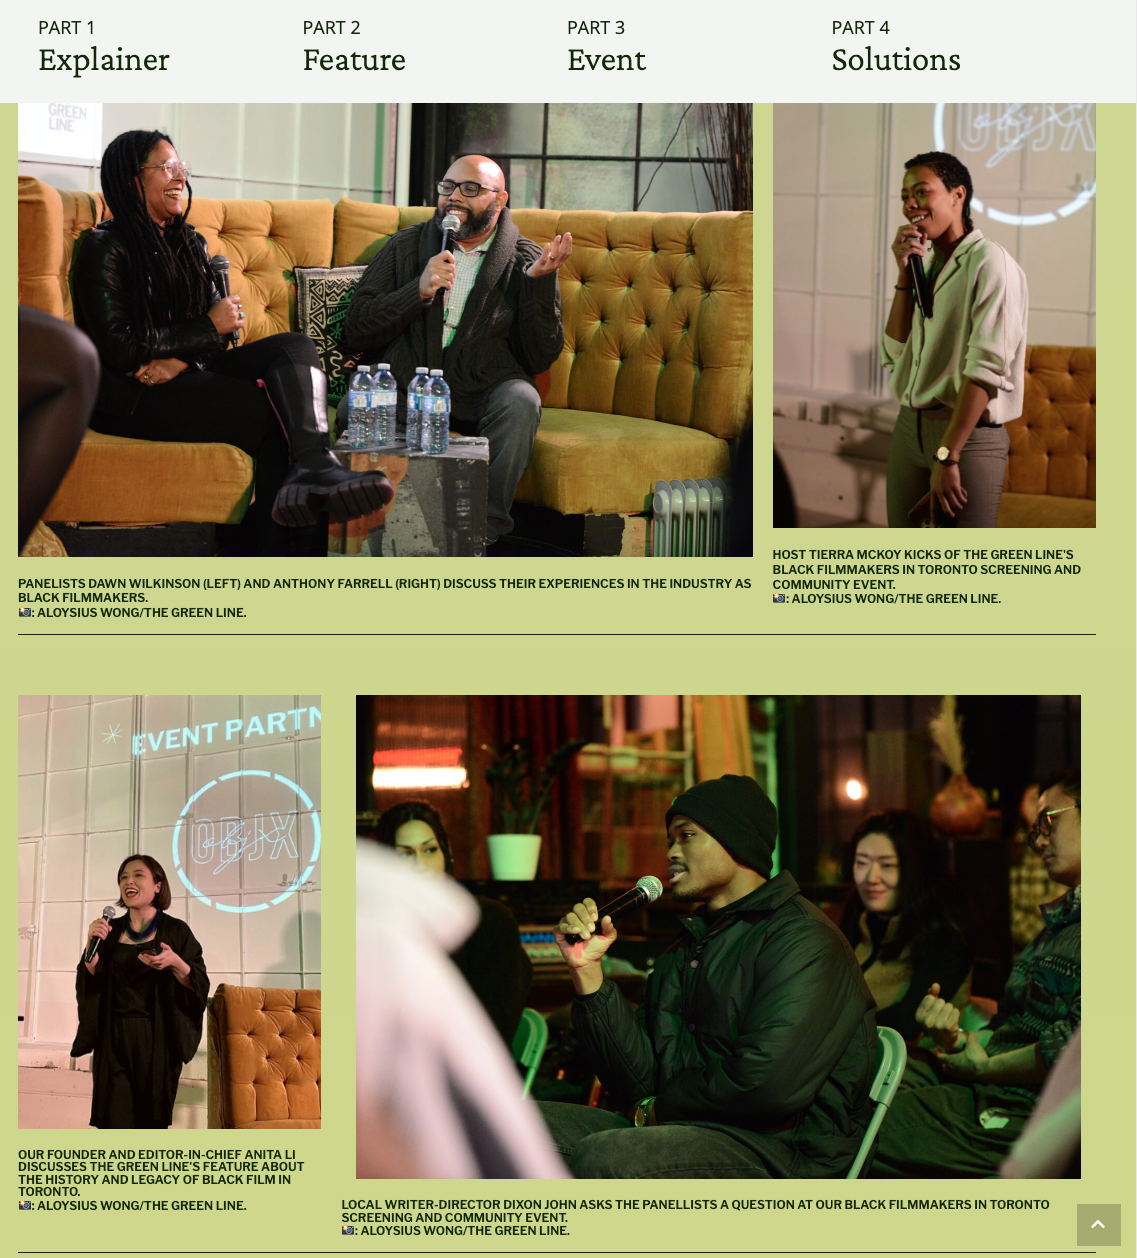 PART 1
Explainer
PART 2
Feature
PART 3
Event
PART 4
Solutions
GREEN
LINE
OBJX
objx
PANELISTS DAWN WILKINSON (LEFT) AND ANTHONY FARRELL (RIGHT) DISCUSS THEIR EXPERIENCES IN THE INDUSTRY AS
BLACK FILMMAKERS.
📷: ALOYSIUS WONG/THE GREEN LINE.
HOST TIERRA MCKOY KICKS OF THE GREEN LINE'S
BLACK FILMMAKERS IN TORONTO SCREENING AND
COMMUNITY EVENT.
📷: ALOYSIUS WONG/THE GREEN LINE.
EVENT PARTN
OBJX
objx
OUR FOUNDER AND EDITOR-IN-CHIEF ANITA LI
DISCUSSES THE GREEN LINE'S FEATURE ABOUT
THE HISTORY AND LEGACY OF BLACK FILM IN
TORONTO.
📷: ALOYSIUS WONG/THE GREEN LINE.
LOCAL WRITER-DIRECTOR DIXON JOHN ASKS THE PANELLISTS A QUESTION AT OUR BLACK FILMMAKERS IN TORONTO
SCREENING AND COMMUNITY EVENT.
📷: ALOYSIUS WONG/THE GREEN LINE.